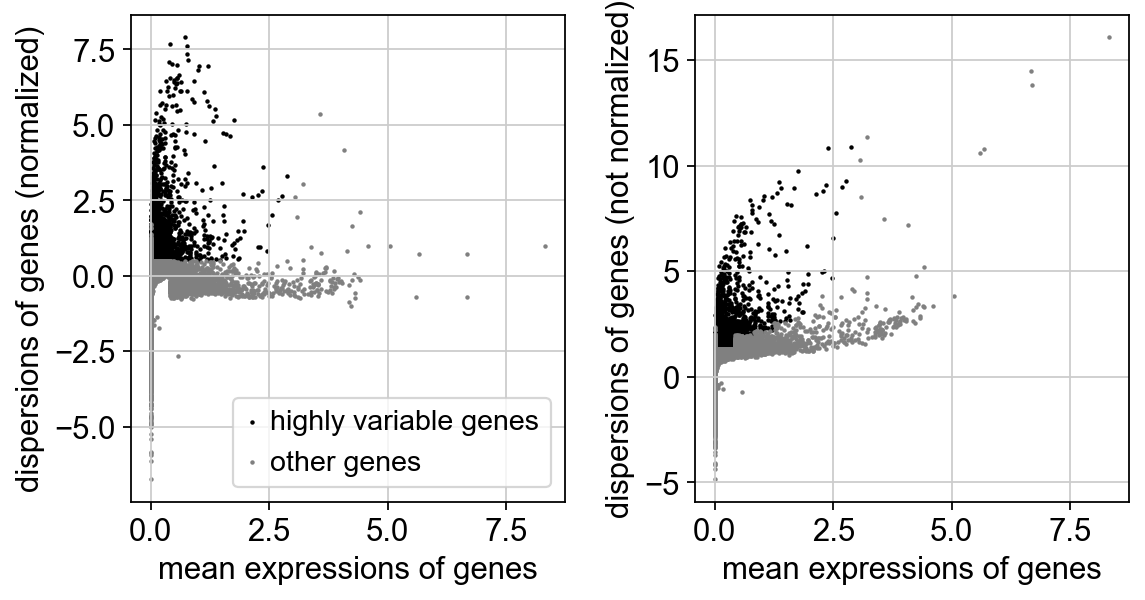 dispersions of genes (normalized)
7.5
5.0
2.5
0.0
−2.5
−5.0
highly variable genes
other genes
0.0 2.5 5.0 7.5
mean expressions of genes
dispersions of genes (not normalized)
15
10
5
0
−5
0.0 2.5 5.0 7.5
mean expressions of genes